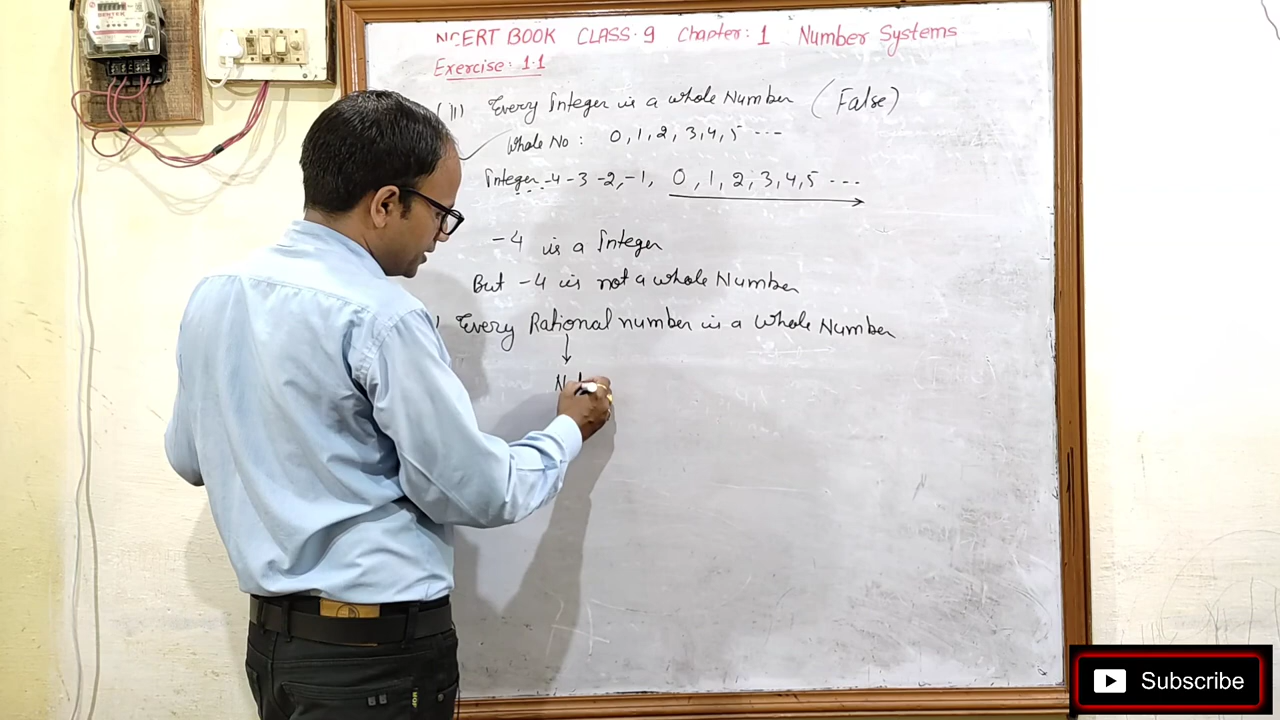 NCERT BOOK CLASS-9 Chapter: 1 Number Systems
Exercise: 1.1
Every Integer is a whole Number (False)
Whole No: 0, 1, 2, 3, 4, 5 ---
Integer -4 -3 -2, -1, 0, 1, 2, 3, 4, 5 ---
-4 is a Integer
But -4 is not a whole Number
Every Rational number is a Whole Number
Subscribe